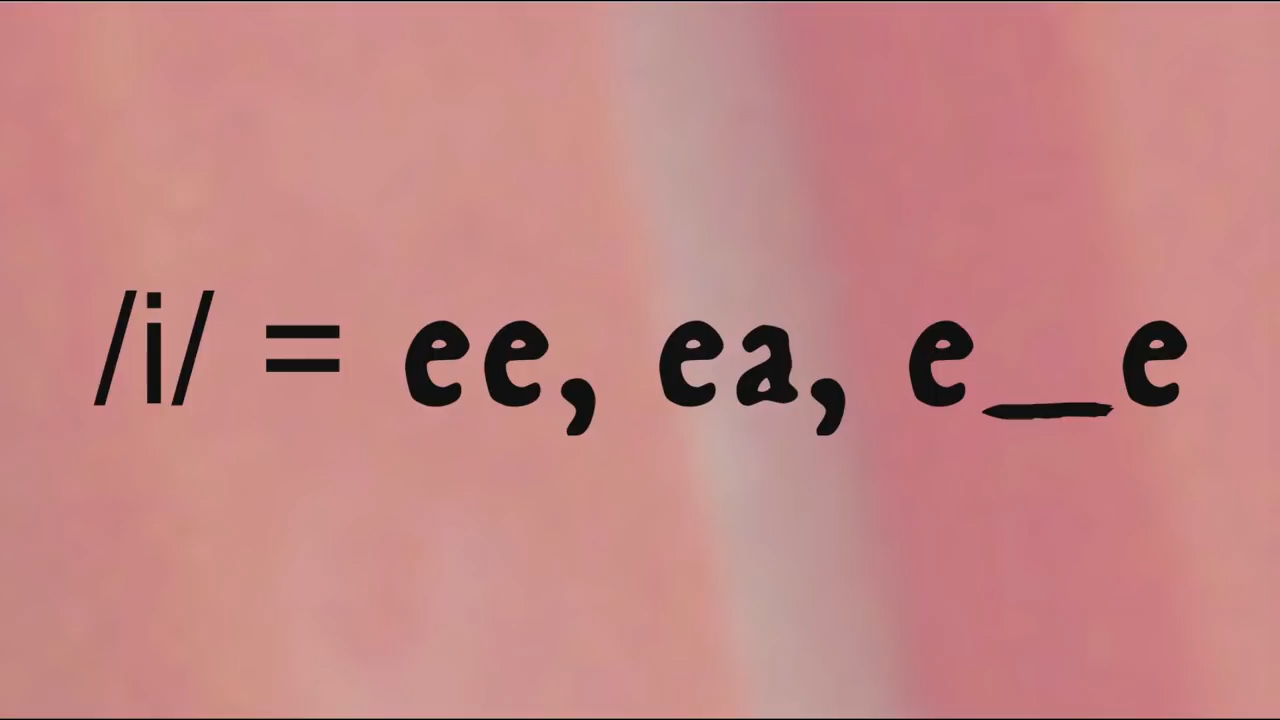 /i/ = ee, ea, e_e